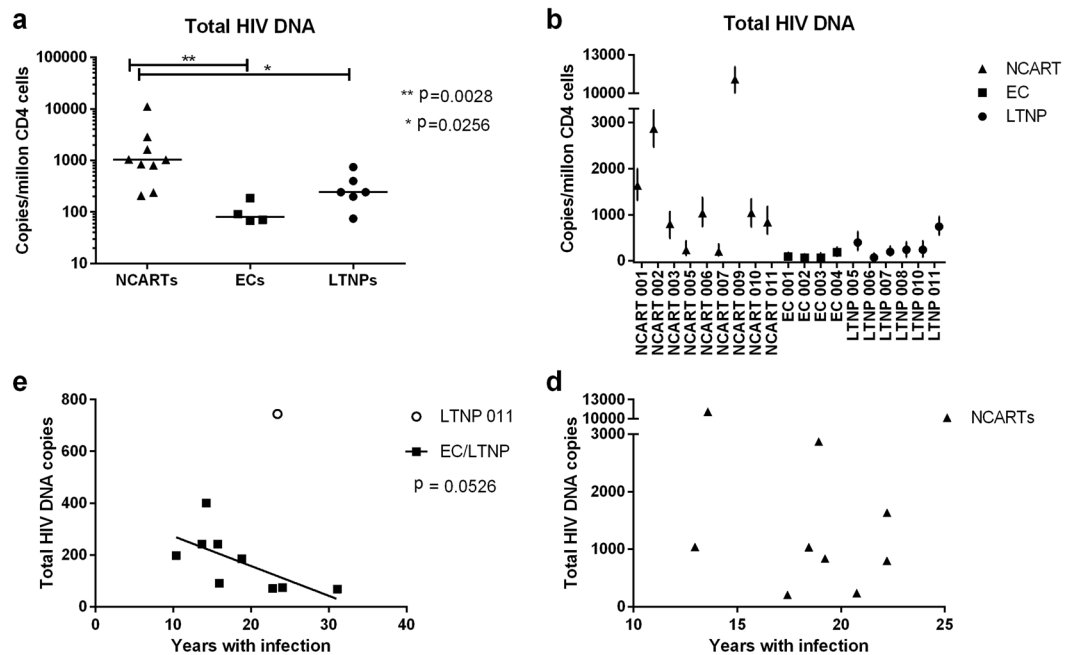 a
Total HIV DNA
Copies/millon CD4 cells
100000
10000
1000
100
10
**
*
** p=0.0028
* p=0.0256
NCARTs
ECs
LTNPs
b
Total HIV DNA
Copies/millon CD4 cells
13000
10000
3000
2000
1000
0
NCART 001
NCART 002
NCART 003
NCART 005
NCART 006
NCART 007
NCART 009
NCART 010
NCART 011
EC 001
EC 002
EC 003
EC 004
LTNP 005
LTNP 006
LTNP 007
LTNP 008
LTNP 010
LTNP 011
NCART
EC
LTNP
e
Total HIV DNA copies
800
600
400
200
0
0
10
20
30
40
Years with infection
LTNP 011
EC/LTNP
p = 0.0526
d
Total HIV DNA copies
13000
10000
3000
2000
1000
0
10
15
20
25
Years with infection
NCARTs